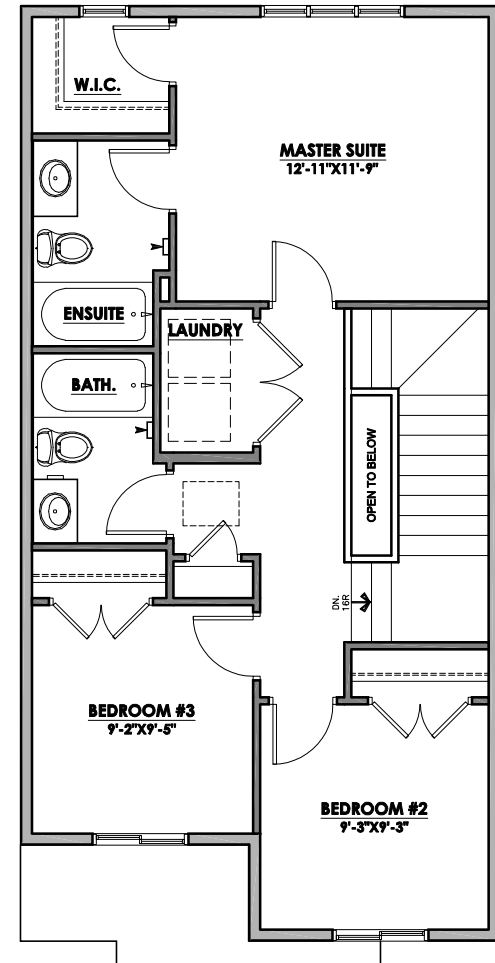 W.I.C.
MASTER SUITE
12'-11"X11'-9"
ENSUITE
LAUNDRY
BATH.
OPEN TO BELOW
DN.
16R
BEDROOM #3
9'-2"X9'-5"
BEDROOM #2
9'-3"X9'-3"